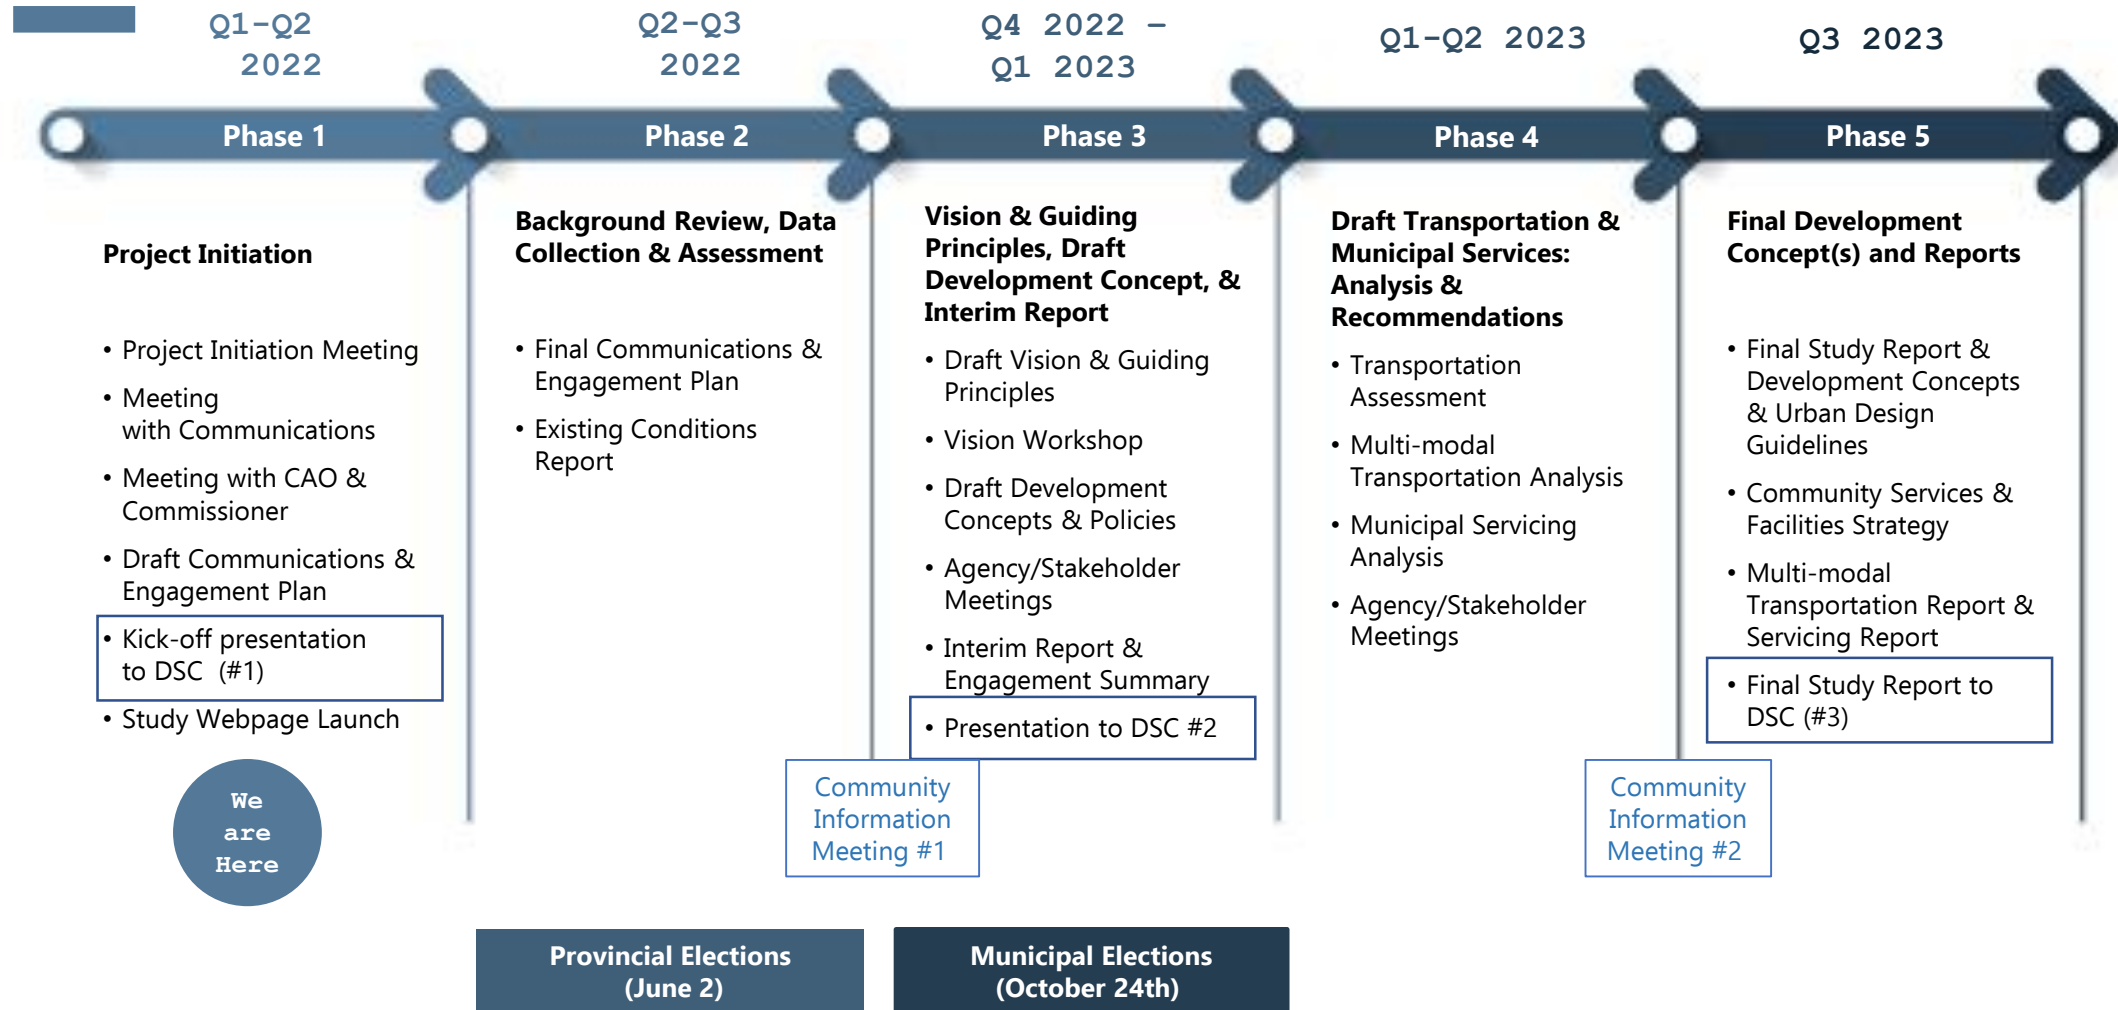 Q1-Q2
2022
Q2-Q3
2022
Q4 2022 –
Q1 2023
Q1-Q2 2023
Q3 2023
Phase 1
Phase 2
Phase 3
Phase 4
Phase 5
Project Initiation
• Project Initiation Meeting
• Meeting
with Communications
• Meeting with CAO &
Commissioner
• Draft Communications &
Engagement Plan
• Kick-off presentation
to DSC (#1)
• Study Webpage Launch
We
are
Here
Background Review, Data
Collection & Assessment
• Final Communications &
Engagement Plan
• Existing Conditions
Report
Vision & Guiding
Principles, Draft
Development Concept, &
Interim Report
• Draft Vision & Guiding
Principles
• Vision Workshop
• Draft Development
Concepts & Policies
• Agency/Stakeholder
Meetings
• Interim Report &
Engagement Summary
• Presentation to DSC #2
Community
Information
Meeting #1
Draft Transportation &
Municipal Services:
Analysis &
Recommendations
• Transportation
Assessment
• Multi-modal
Transportation Analysis
• Municipal Servicing
Analysis
• Agency/Stakeholder
Meetings
Community
Information
Meeting #2
Final Development
Concept(s) and Reports
• Final Study Report &
Development Concepts
& Urban Design
Guidelines
• Community Services &
Facilities Strategy
• Multi-modal
Transportation Report &
Servicing Report
• Final Study Report to
DSC (#3)
Provincial Elections
(June 2)
Municipal Elections
(October 24th)